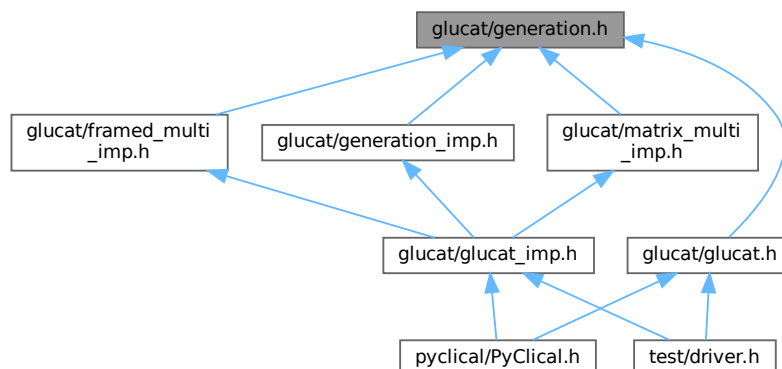 glucat/generation.h
glucat/framed_multi
_imp.h
glucat/generation_imp.h
glucat/matrix_multi
_imp.h
glucat/glucat_imp.h
glucat/glucat.h
pyclical/PyClical.h
test/driver.h